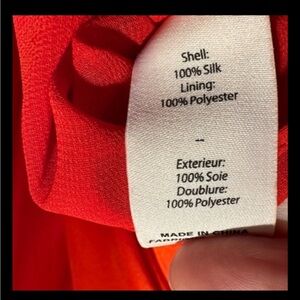 Shell:
100% Silk
Lining:
100% Polyester
--
Exterieur:
100% Soie
Doublure:
100% Polyester
MADE IN CHINA